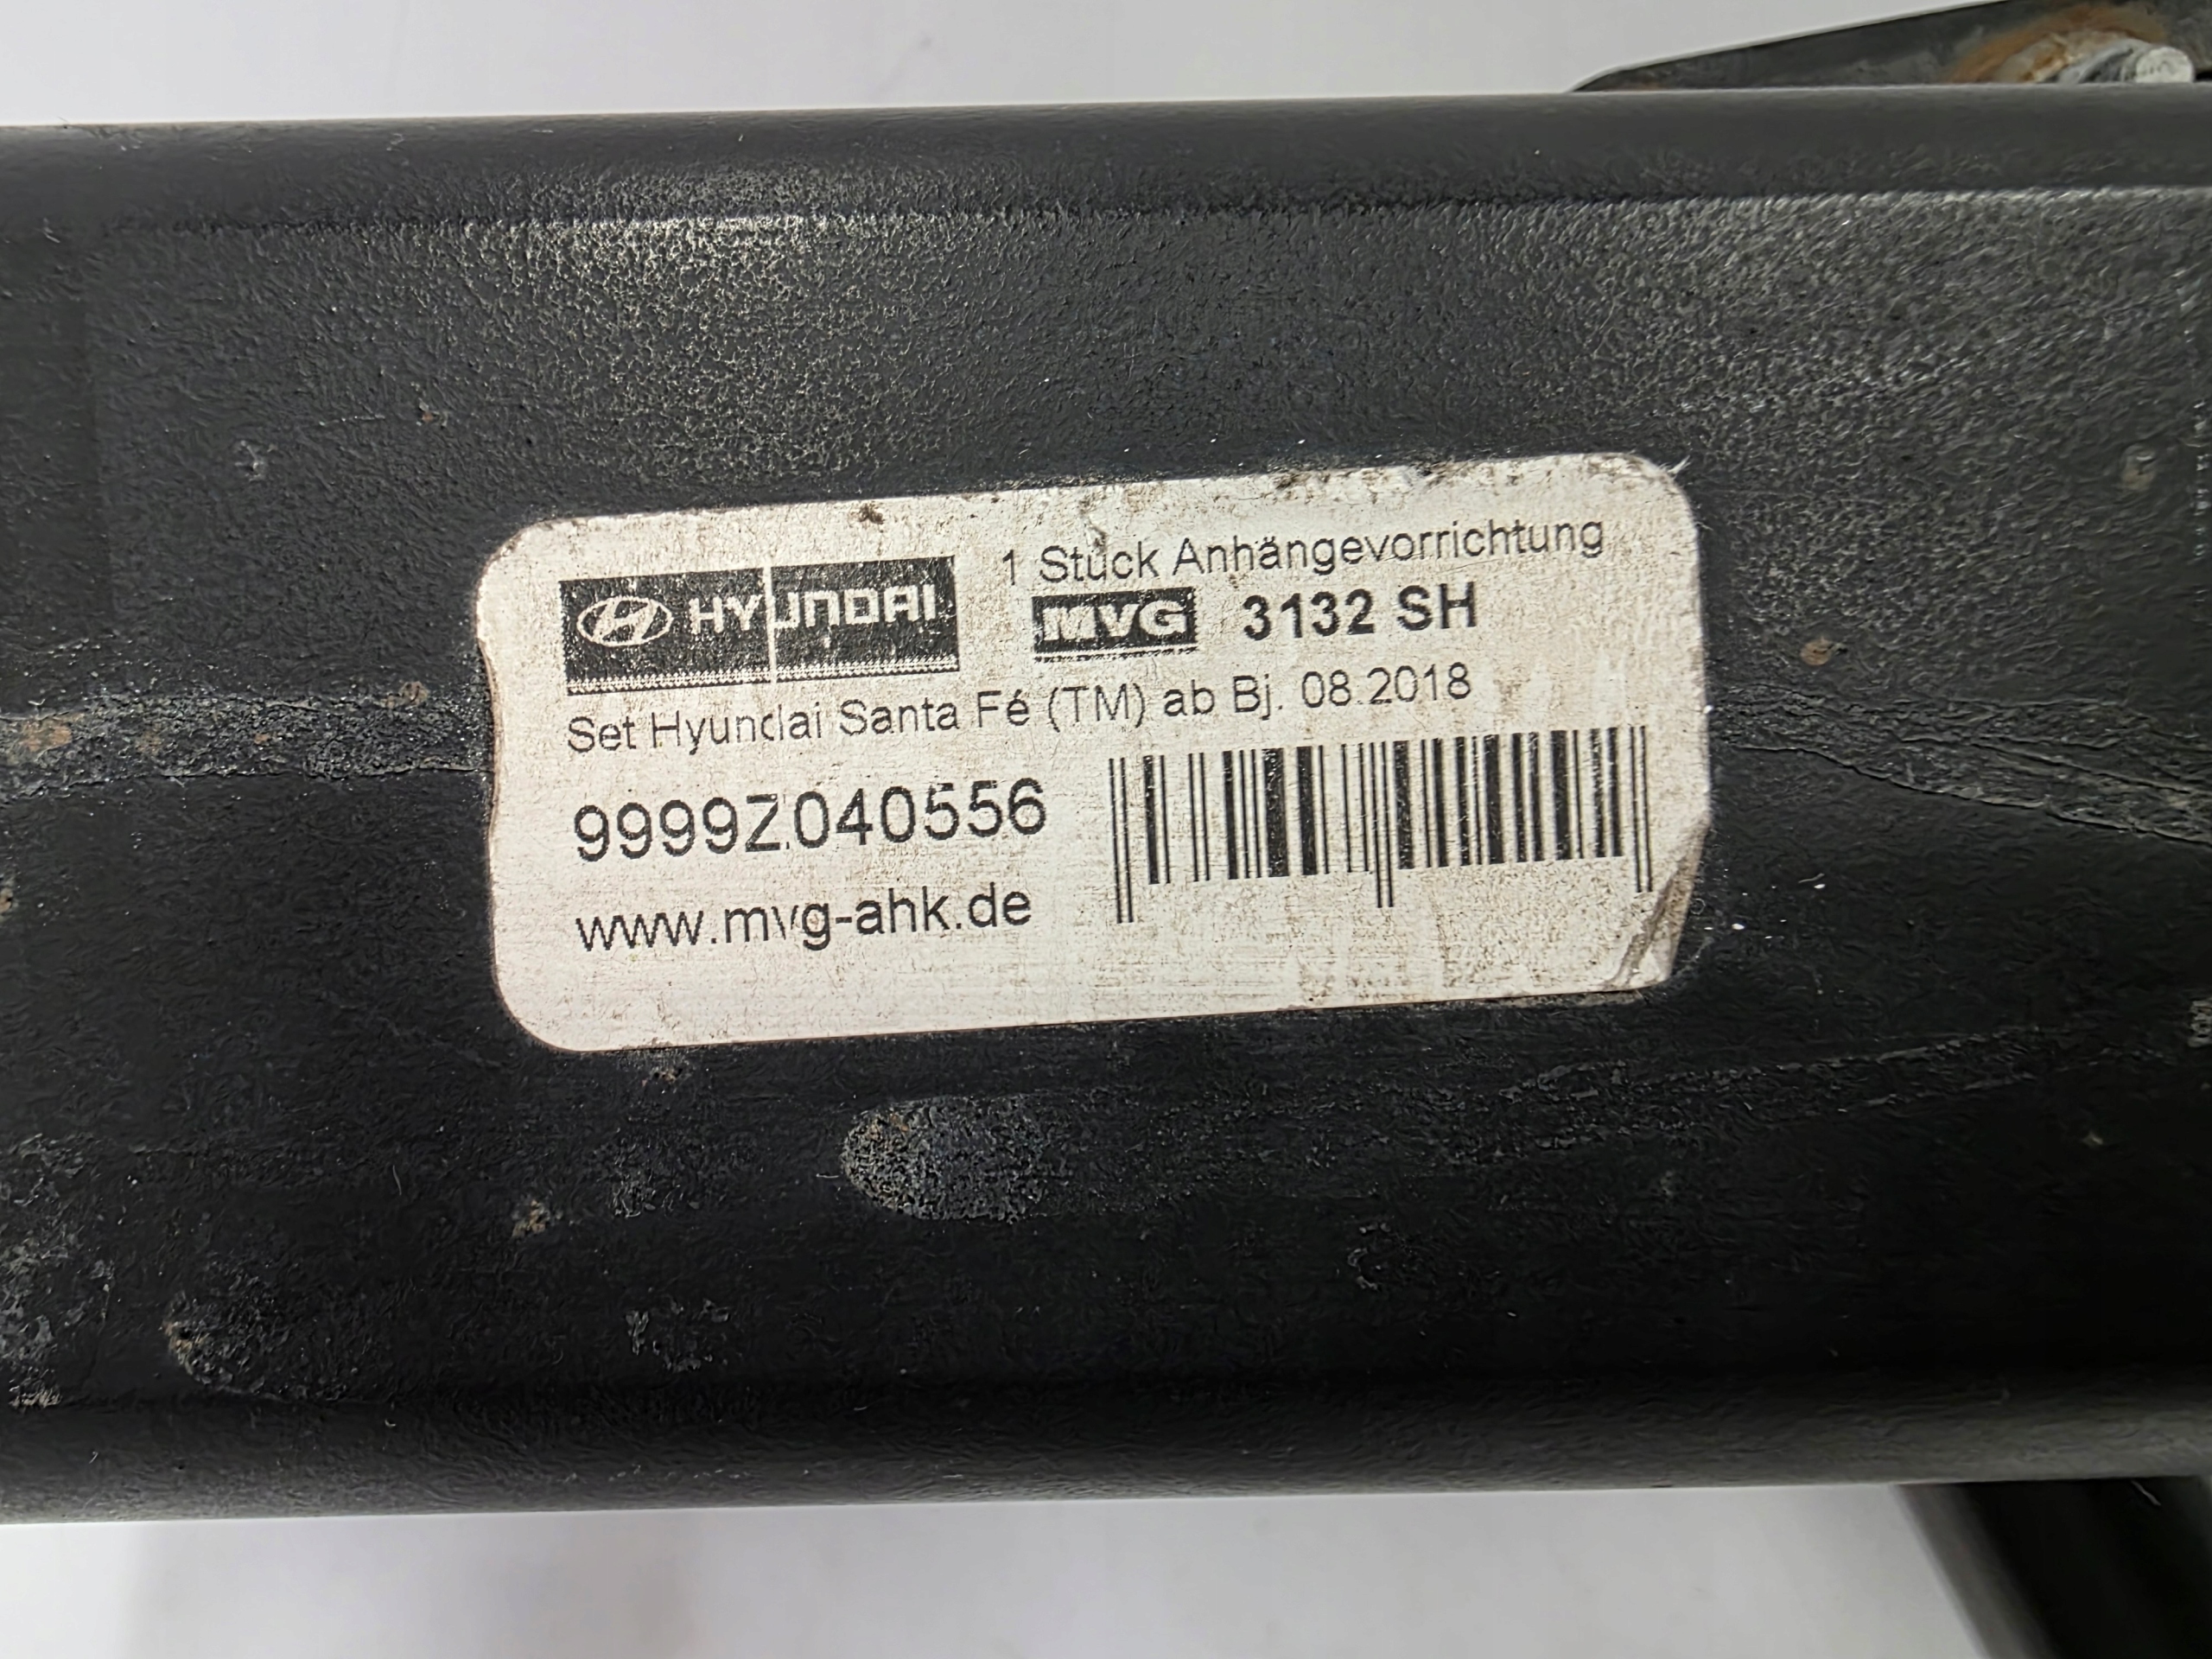 HYUNDAI
1 Stück Anhängevorrichtung
MVG 3132 SH
Set Hyundai Santa Fé (TM) ab Bj. 08.2018
9999Z040556
www.mvg-ahk.de